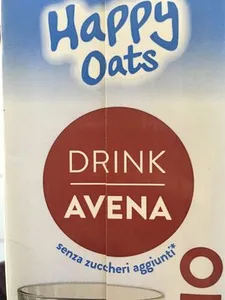 Happy
Oats
DRINK
AVENA
senza zuccheri aggiunti*